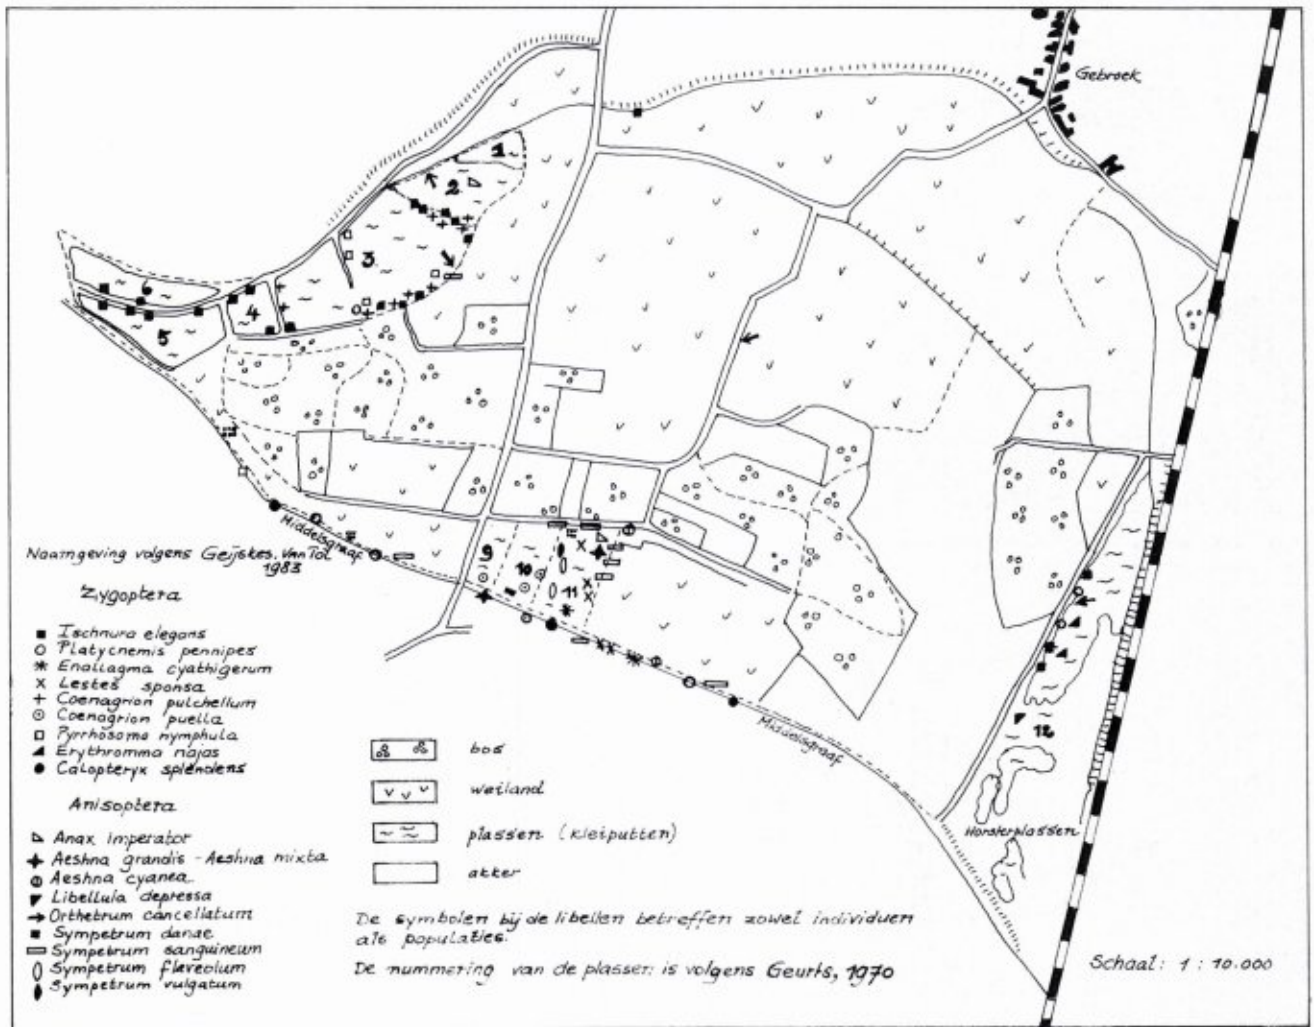 Gebroek
1
2
3
6
4
5
Middelsgraaf
9
10
11
Middelsgraaf
12
Horsterplassen
Naamgeving volgens Geijskes. Van Tol
1983
Zygoptera
Ischnura elegans
Platycnemis pennipes
Enallagma cyathigerum
Lestes sponsa
Coenagrion pulchellum
Coenagrion puella
Pyrrhosoma nymphula
Erythromma najas
Calopteryx splendens
Anisoptera
Anax Imperator
Aeshna grandis - Aeshna mixta
Aeshna cyanea
Libellula depressa
Orthetrum cancellatum
Sympetrum danae
Sympetrum sanguineum
Sympetrum flaveolum
Sympetrum vulgatum
bos
weiland
plassen (kleiputten)
akker
De symbolen bij de libellen betreffen zowel individuen
als populaties.
De nummering van de plassen is volgens Geurts, 1970
Schaal: 1 : 10.000